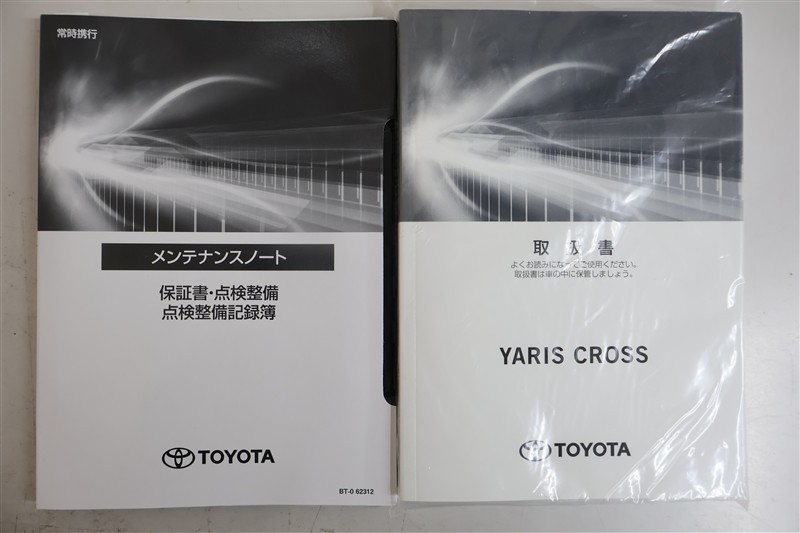 常時携行
メンテナンスノート
保証書・点検整備
点検整備記録簿
TOYOTA
BT-0 62312
取扱書
よくお読みになってご使用ください。
取扱書は車の中に保管しましょう。
YARIS CROSS
TOYOTA